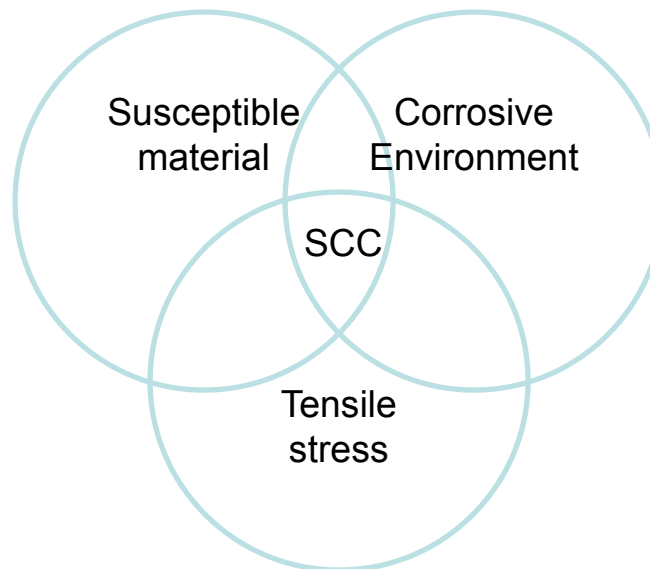 Susceptible
material
Corrosive
Environment
SCC
Tensile
stress